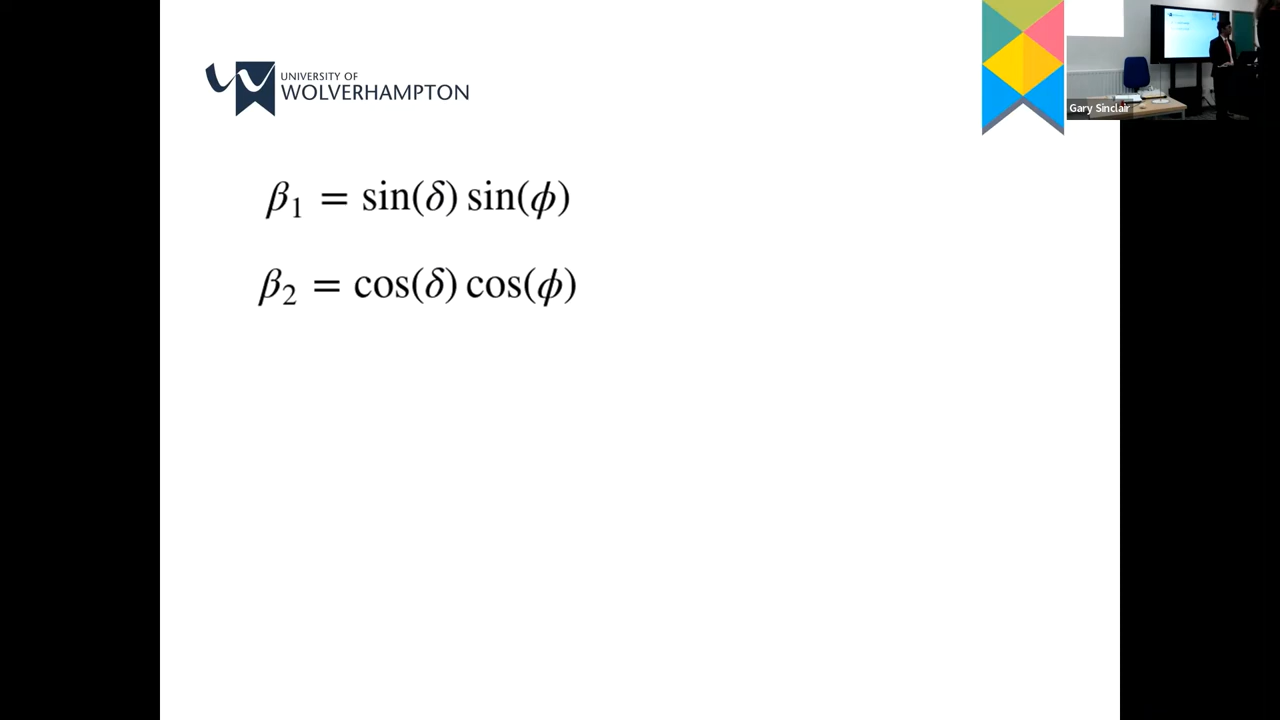 UNIVERSITY OF
WOLVERHAMPTON
Gary Sinclair
β₁ = sin(δ) sin(ϕ)
β₂ = cos(δ) cos(ϕ)